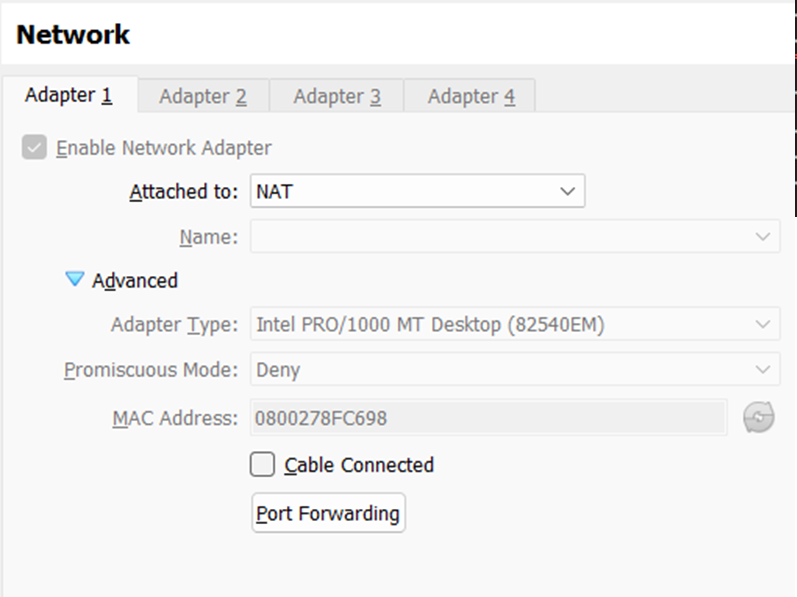 Network
Adapter 1 Adapter 2 Adapter 3 Adapter 4
Enable Network Adapter
Attached to: NAT
Name:
Advanced
Adapter Type: Intel PRO/1000 MT Desktop (82540EM)
Promiscuous Mode: Deny
MAC Address: 0800278FC698
Cable Connected
Port Forwarding